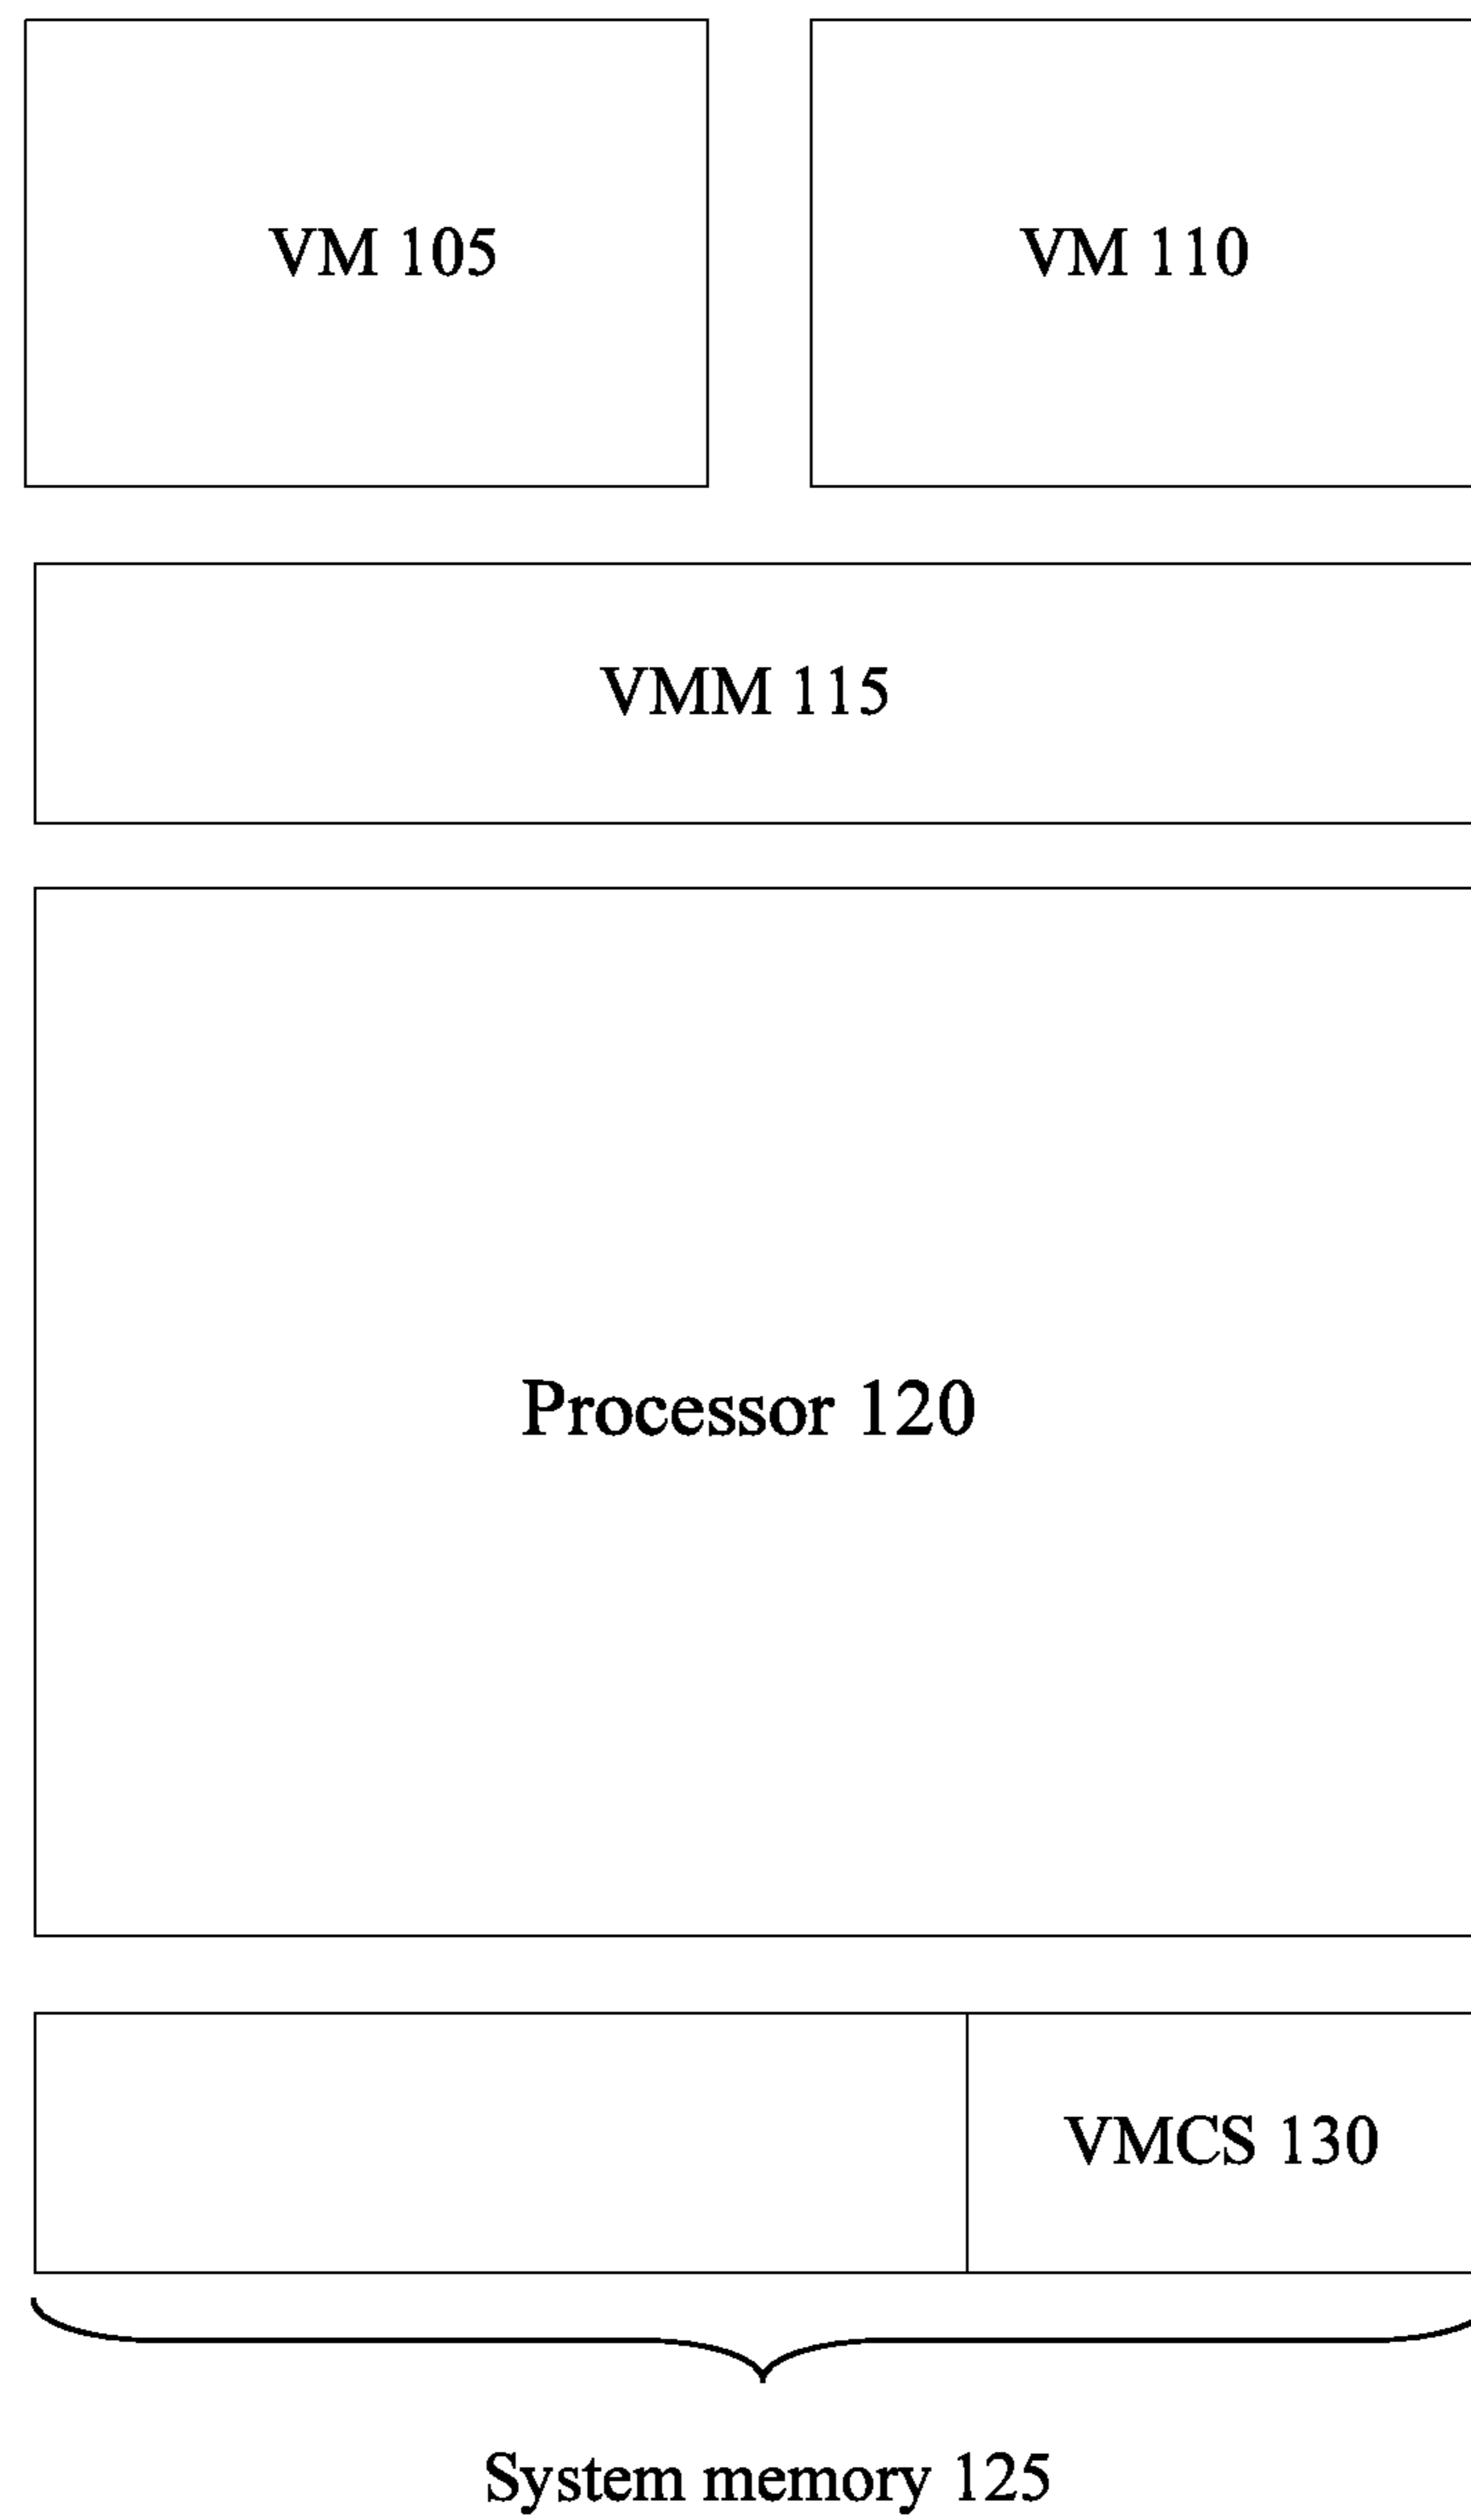 VM 105
VM 110
VMM 115
Processor 120
VMCS 130
System memory 125